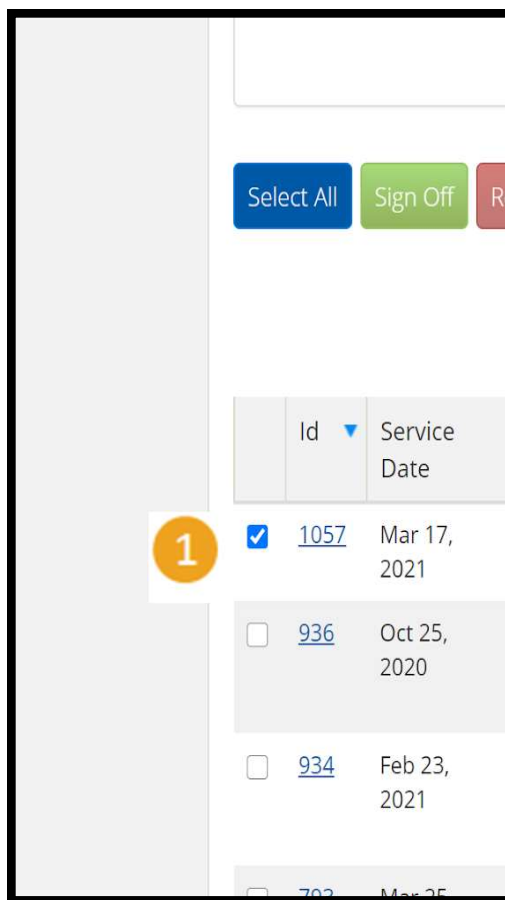 Select All Sign Off R
Id Service
Date
1 1057 Mar 17,
2021
936 Oct 25,
2020
934 Feb 23,
2021